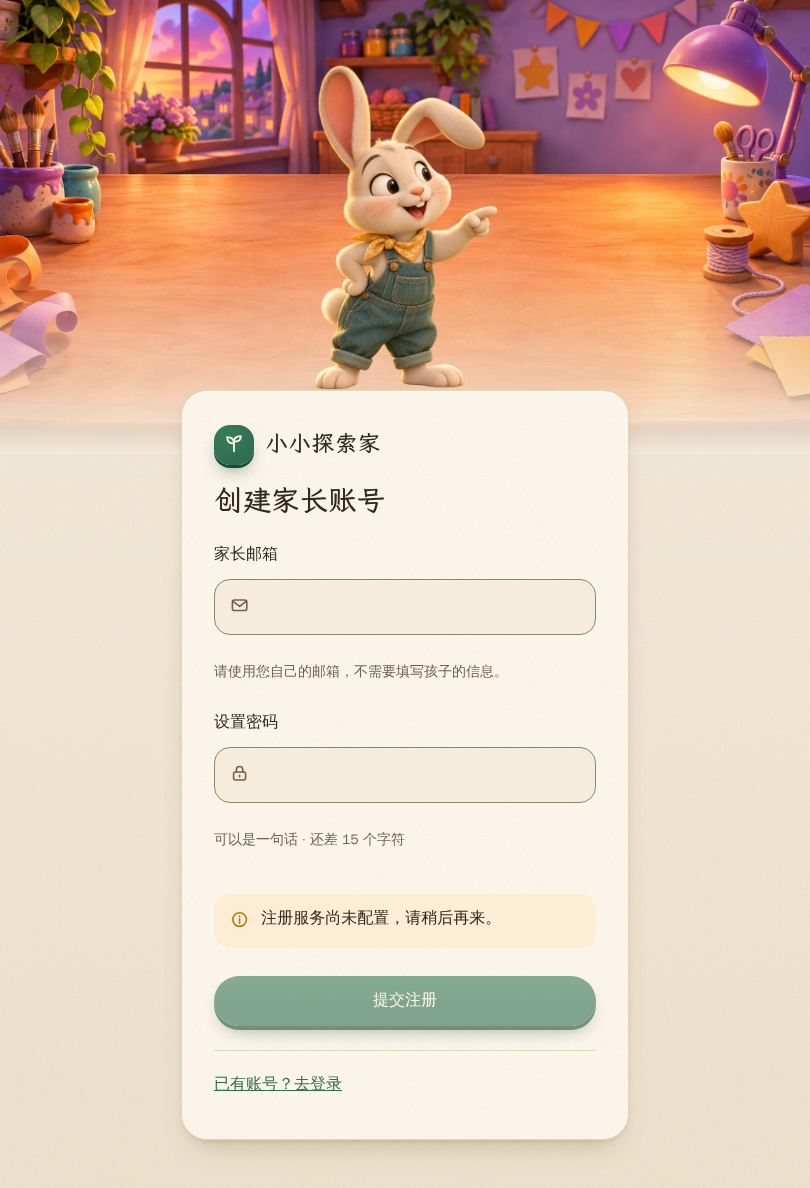 小小探索家
创建家长账号
家长邮箱
请使用您自己的邮箱，不需要填写孩子的信息。
设置密码
可以是一句话 · 还差 15 个字符
注册服务尚未配置，请稍后再来。
提交注册
已有账号？去登录